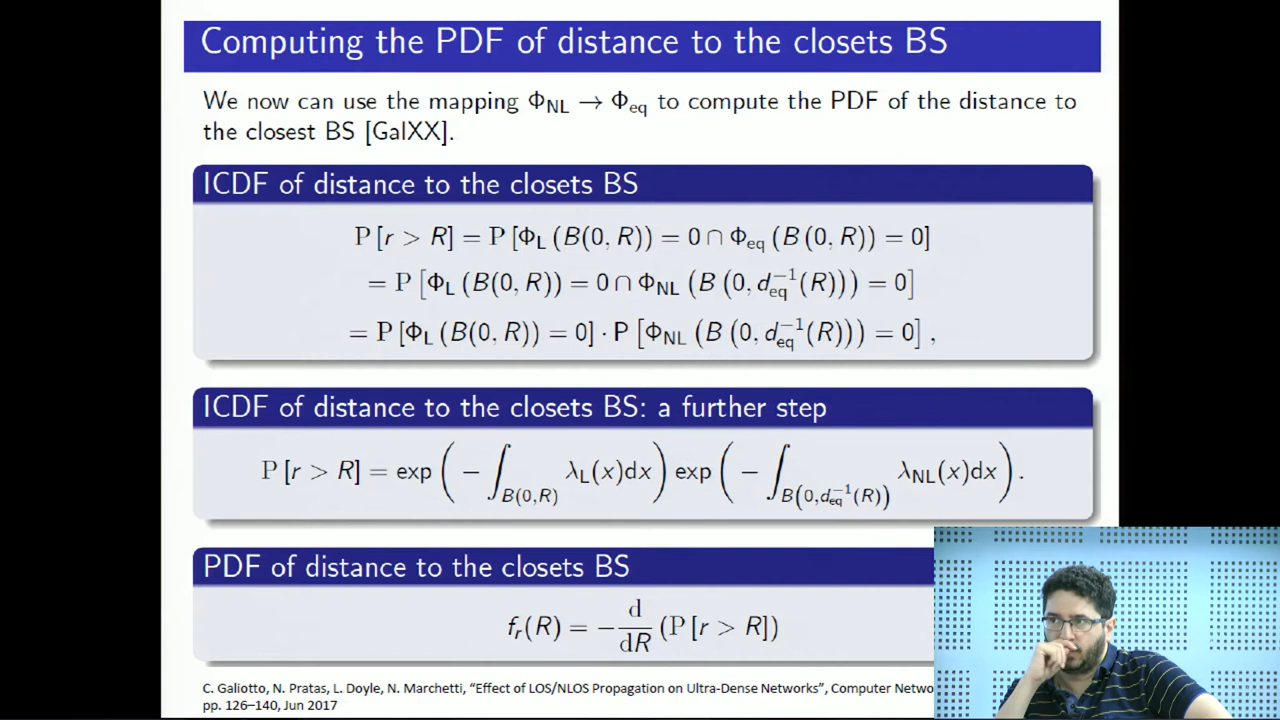 Computing the PDF of distance to the closets BS
We now can use the mapping Φ_NL → Φ_eq to compute the PDF of the distance to
the closest BS [GalXX].
ICDF of distance to the closets BS
P [r > R] = P [Φ_L (B(0, R)) = 0 ∩ Φ_eq (B (0, R)) = 0]
= P [Φ_L (B(0, R)) = 0 ∩ Φ_NL (B (0, d_eq^{-1}(R))) = 0]
= P [Φ_L (B(0, R)) = 0] · P [Φ_NL (B (0, d_eq^{-1}(R))) = 0] ,
ICDF of distance to the closets BS: a further step
P [r > R] = exp ( − ∫_{B(0,R)} λ_L(x)dx ) exp ( − ∫_{B(0,d_eq^{-1}(R))} λ_NL(x)dx ) .
PDF of distance to the closets BS
f_r(R) = − d/dR (P [r > R])
C. Galiotto, N. Pratas, L. Doyle, N. Marchetti, “Effect of LOS/NLOS Propagation on Ultra-Dense Networks”, Computer
pp. 126–140, Jun 2017